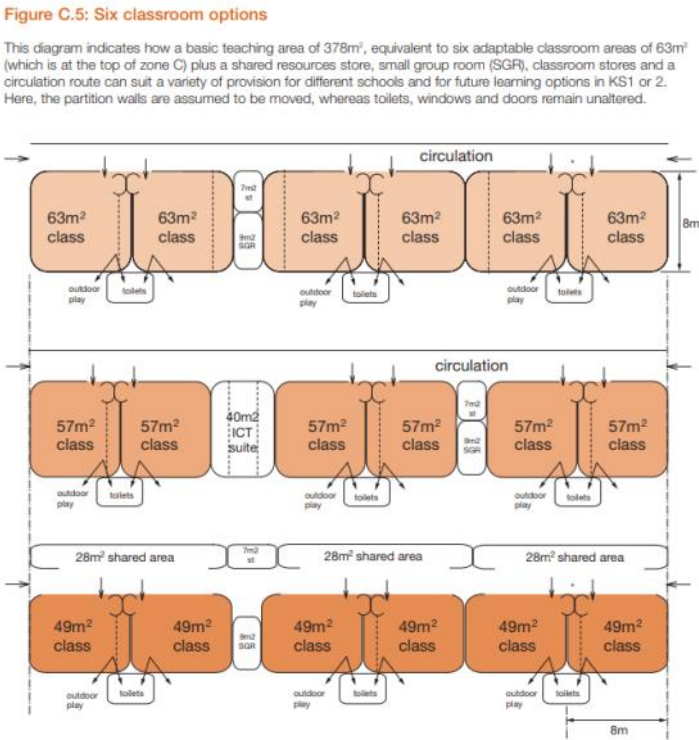 Figure C.5: Six classroom options
This diagram indicates how a basic teaching area of 378m², equivalent to six adaptable classroom areas of 63m²
(which is at the top of zone C) plus a shared resources store, small group room (SGR), classroom stores and a
circulation route can suit a variety of provision for different schools and for future learning options in KS1 or 2.
Here, the partition walls are assumed to be moved, whereas toilets, windows and doors remain unaltered.
circulation
63m² class
63m² class
7m2 st
9m2 SGR
63m² class
63m² class
63m² class
63m² class
8m
outdoor play
toilets
outdoor play
toilets
outdoor play
toilets
circulation
57m² class
57m² class
40m2 ICT suite
57m² class
57m² class
7m2 st
9m2 SGR
57m² class
57m² class
outdoor play
toilets
outdoor play
toilets
outdoor play
toilets
28m² shared area
7m2 st
28m² shared area
28m² shared area
49m² class
49m² class
9m2 SGR
49m² class
49m² class
49m² class
49m² class
outdoor play
toilets
outdoor play
toilets
outdoor play
toilets
8m